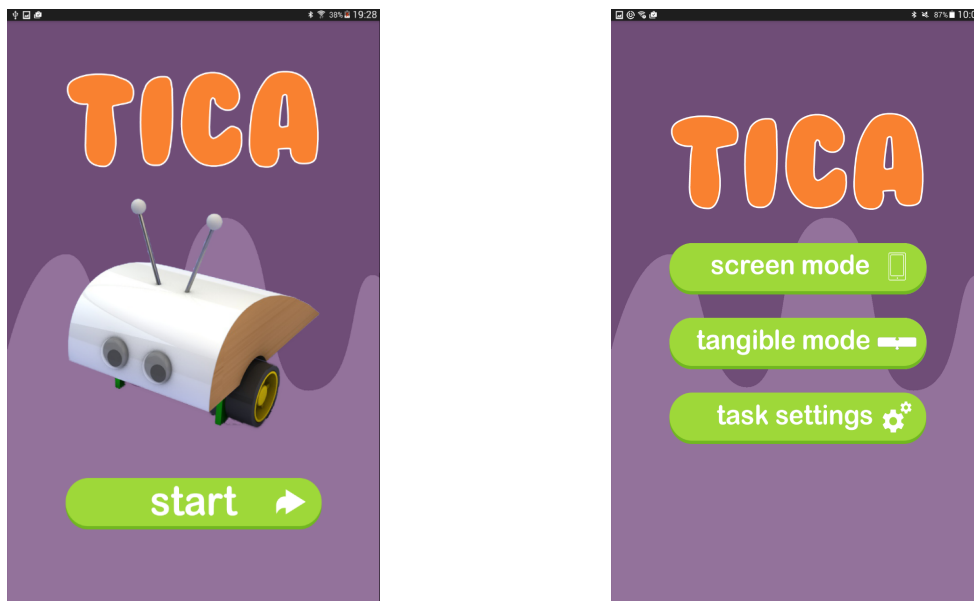 38% 19:28
TICA
start
87% 10:0
TICA
screen mode
tangible mode
task settings